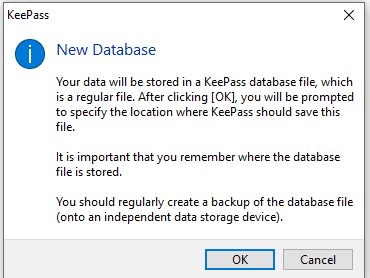 KeePass
New Database
Your data will be stored in a KeePass database file, which
is a regular file. After clicking [OK], you will be prompted
to specify the location where KeePass should save this
file.
It is important that you remember where the database
file is stored.
You should regularly create a backup of the database file
(onto an independent data storage device).
OK
Cancel